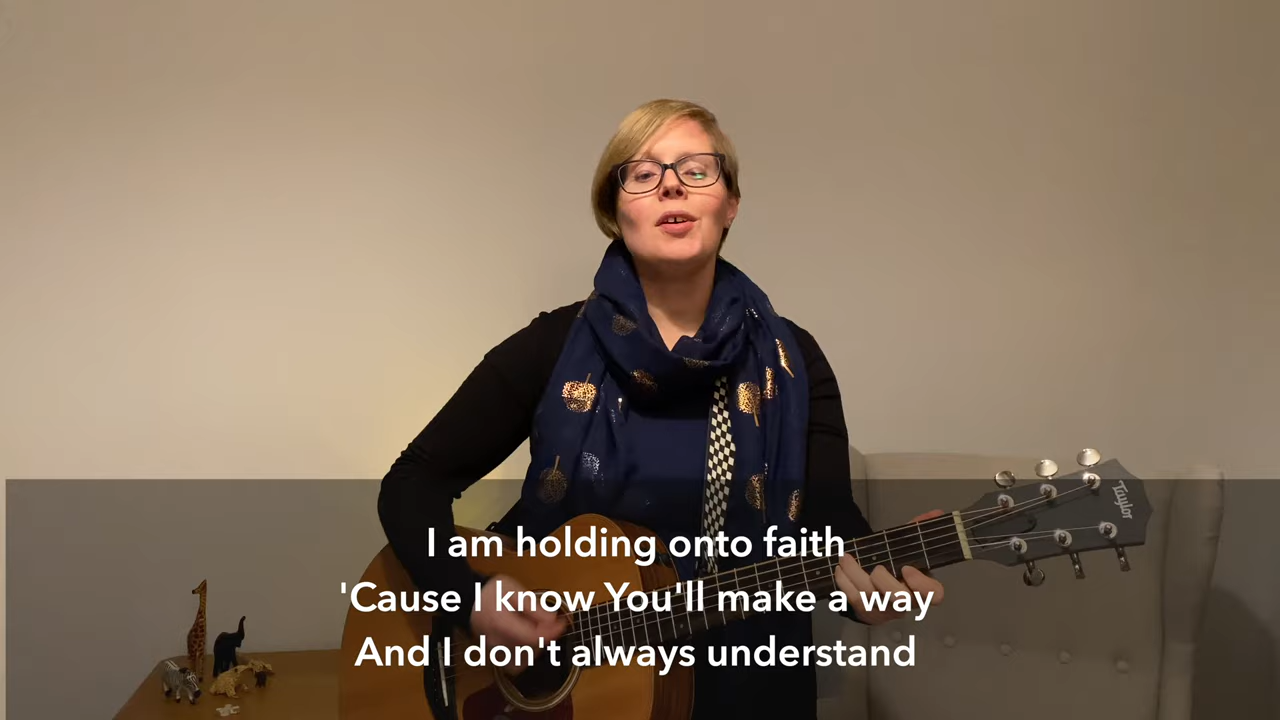 Taylor
I am holding onto faith
'Cause I know You'll make a way
And I don't always understand